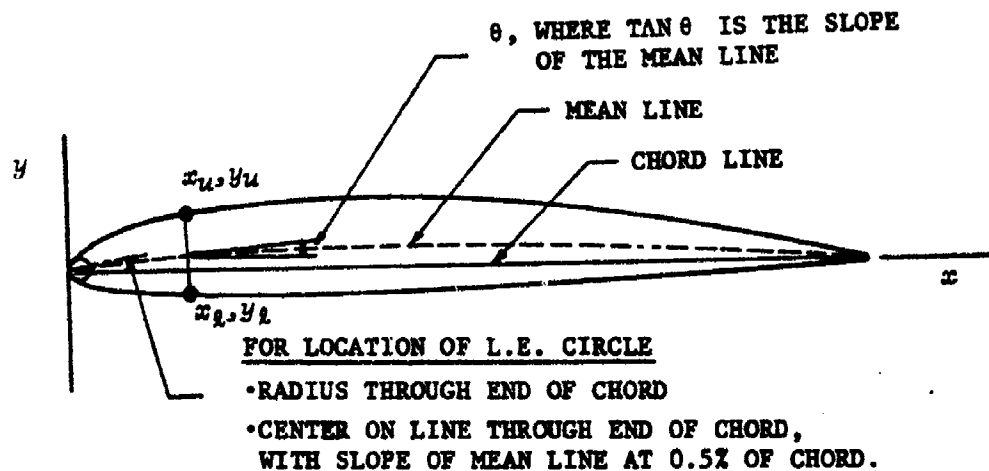 θ, WHERE TAN θ IS THE SLOPE
OF THE MEAN LINE
MEAN LINE
CHORD LINE
y
xu,yu
x
xℓ,yℓ
FOR LOCATION OF L.E. CIRCLE
•RADIUS THROUGH END OF CHORD
•CENTER ON LINE THROUGH END OF CHORD,
WITH SLOPE OF MEAN LINE AT 0.5% OF CHORD.